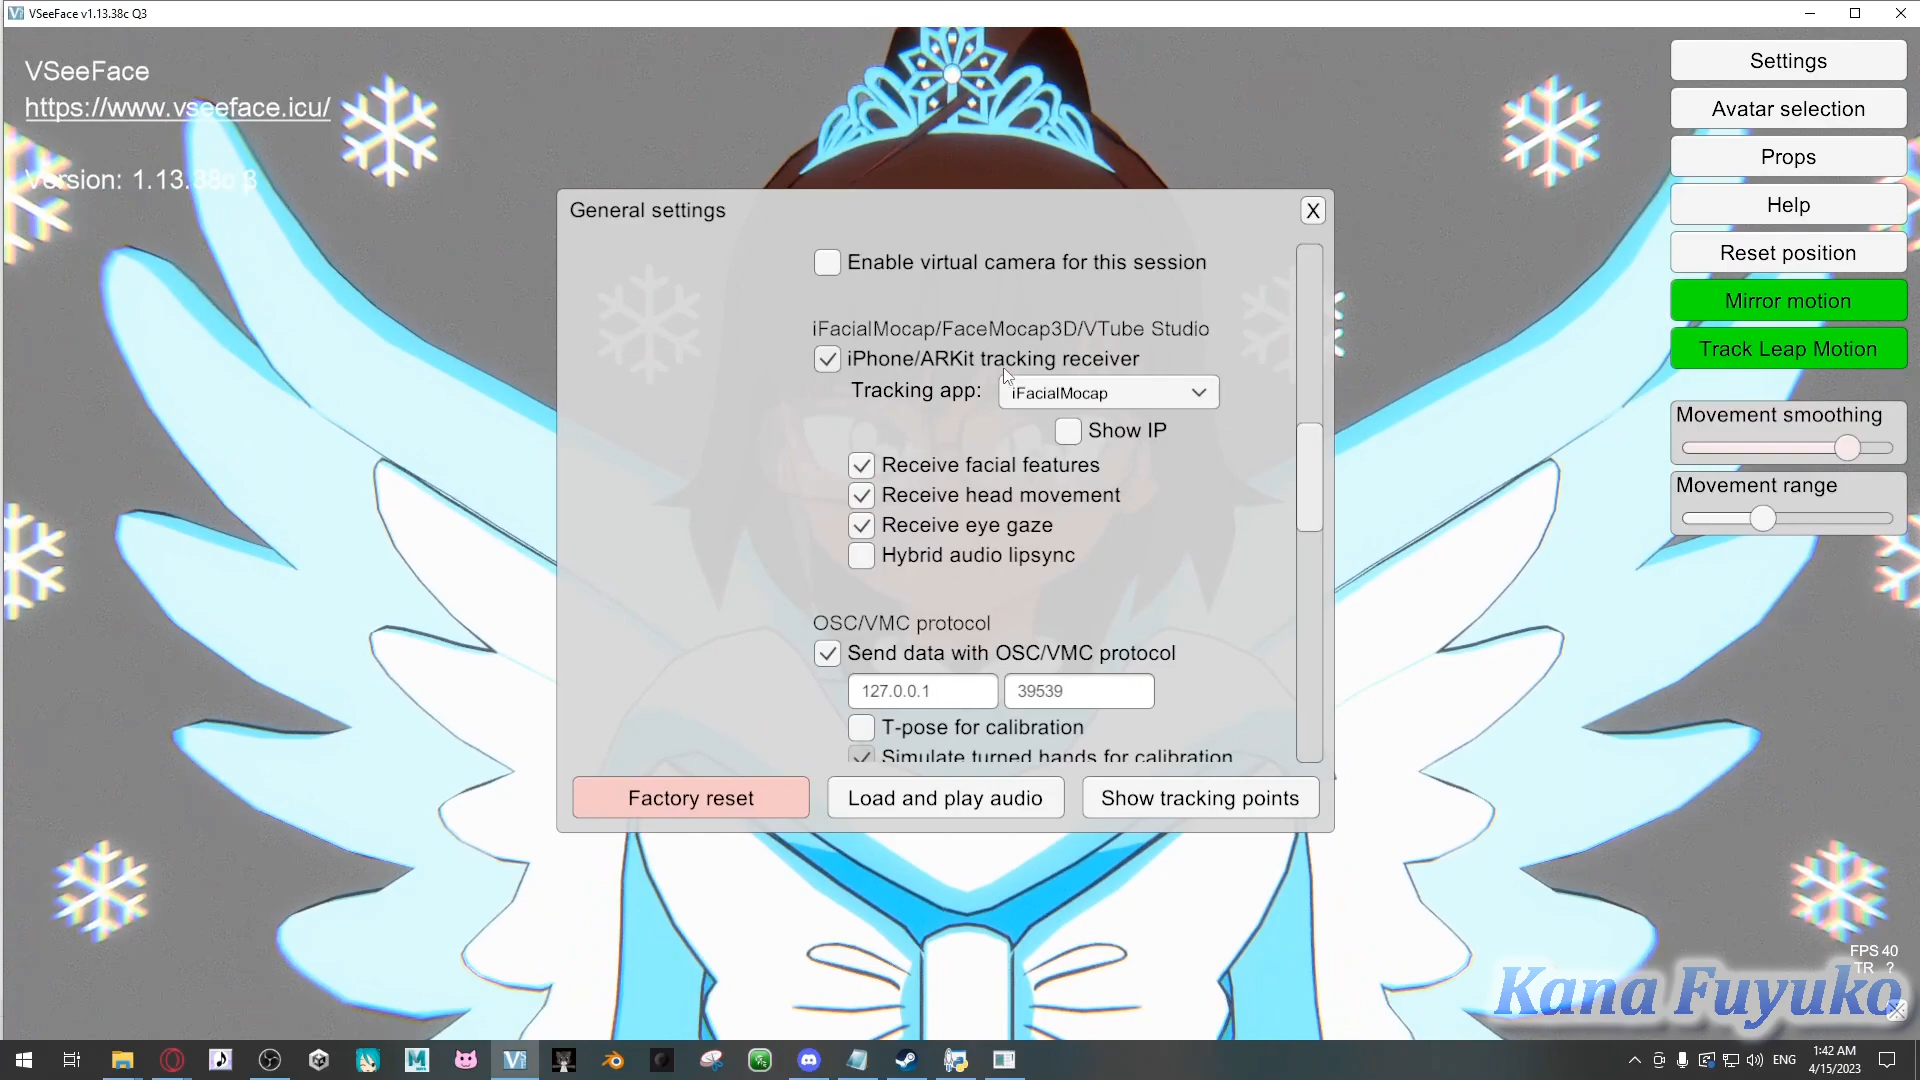 VSeeFace v1.13.38c Q3
VSeeFace
https://www.vseeface.icu/
Version: 1.13.38c β
Settings
Avatar selection
Props
Help
Reset position
Mirror motion
Track Leap Motion
Movement smoothing
Movement range
General settings
X
Enable virtual camera for this session
iFacialMocap/FaceMocap3D/VTube Studio
iPhone/ARKit tracking receiver
Tracking app: iFacialMocap
Show IP
Receive facial features
Receive head movement
Receive eye gaze
Hybrid audio lipsync
OSC/VMC protocol
Send data with OSC/VMC protocol
127.0.0.1 39539
T-pose for calibration
Simulate turned hands for calibration
Factory reset
Load and play audio
Show tracking points
FPS 40
TR ?
Kana Fuyuko
ENG
1:42 AM
4/15/2023